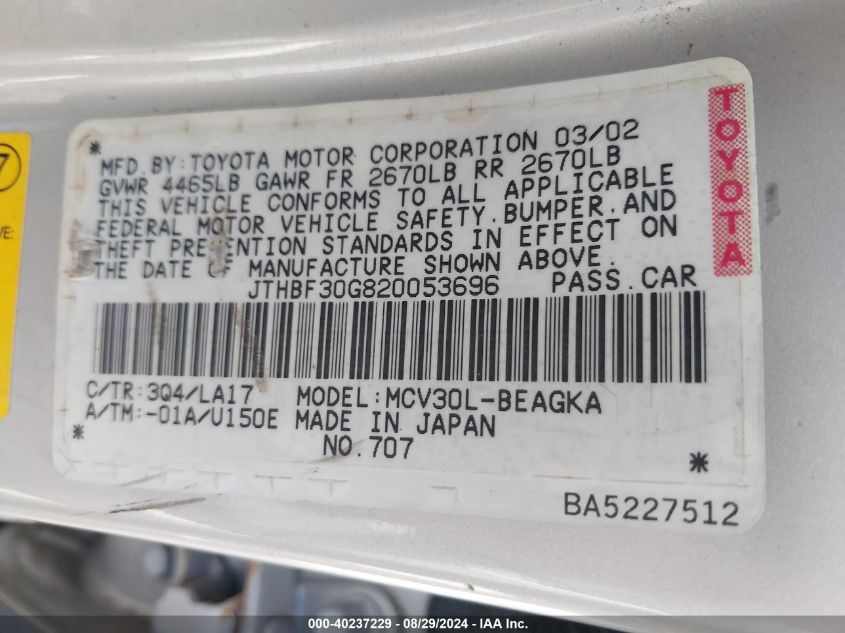 * MFD.BY:TOYOTA MOTOR CORPORATION 03/02
GVWR 4465LB GAWR FR 2670LB RR 2670LB
THIS VEHICLE CONFORMS TO ALL APPLICABLE
FEDERAL MOTOR VEHICLE SAFETY,BUMPER,AND
THEFT PREVENTION STANDARDS IN EFFECT ON
THE DATE OF MANUFACTURE SHOWN ABOVE.
JTHBF30G820053696 PASS.CAR
C/TR:3Q4/LA17 MODEL:MCV30L-BEAGKA
A/TM:-01A/U150E MADE IN JAPAN
* NO.707 *
BA5227512
TOYOTA
7
E:
000-40237229 - 08/29/2024 - IAA Inc.